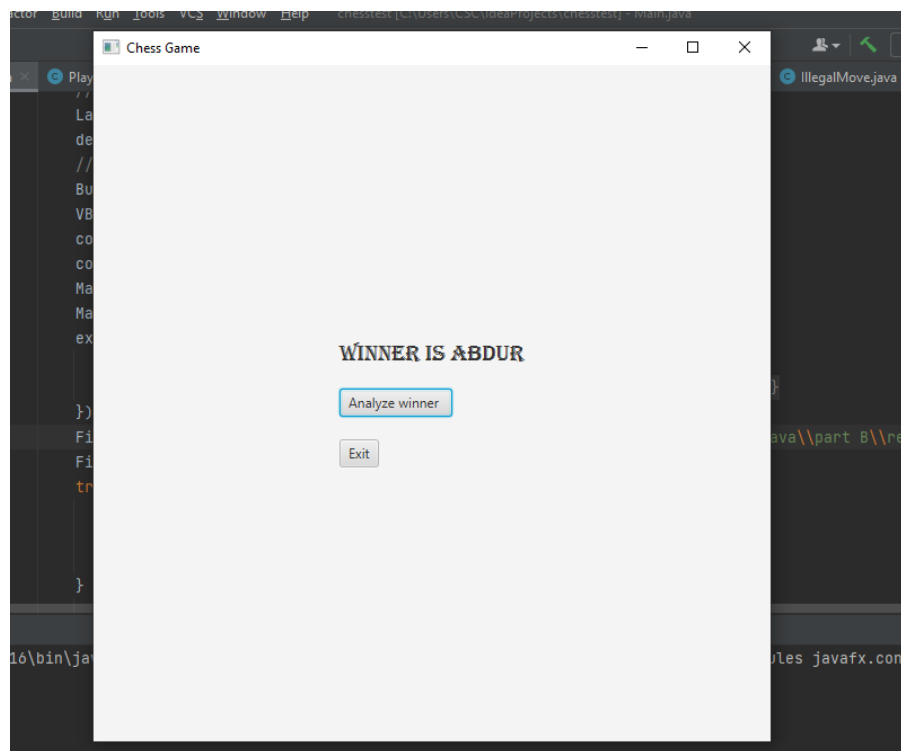 actor Build Run Tools VCS Window Help chesstest [C:\Users\CSC\IdeaProjects\chesstest] - Main.java
Chess Game
Play
IllegalMove.java
//
La
de
//
Bu
VB
co
co
Ma
Ma
ex
WINNER IS ABDUR
}
Analyze winner
})
Fi
ava\\part B\\re
Fi
Exit
tr
}
16\bin\jav
ules javafx.con